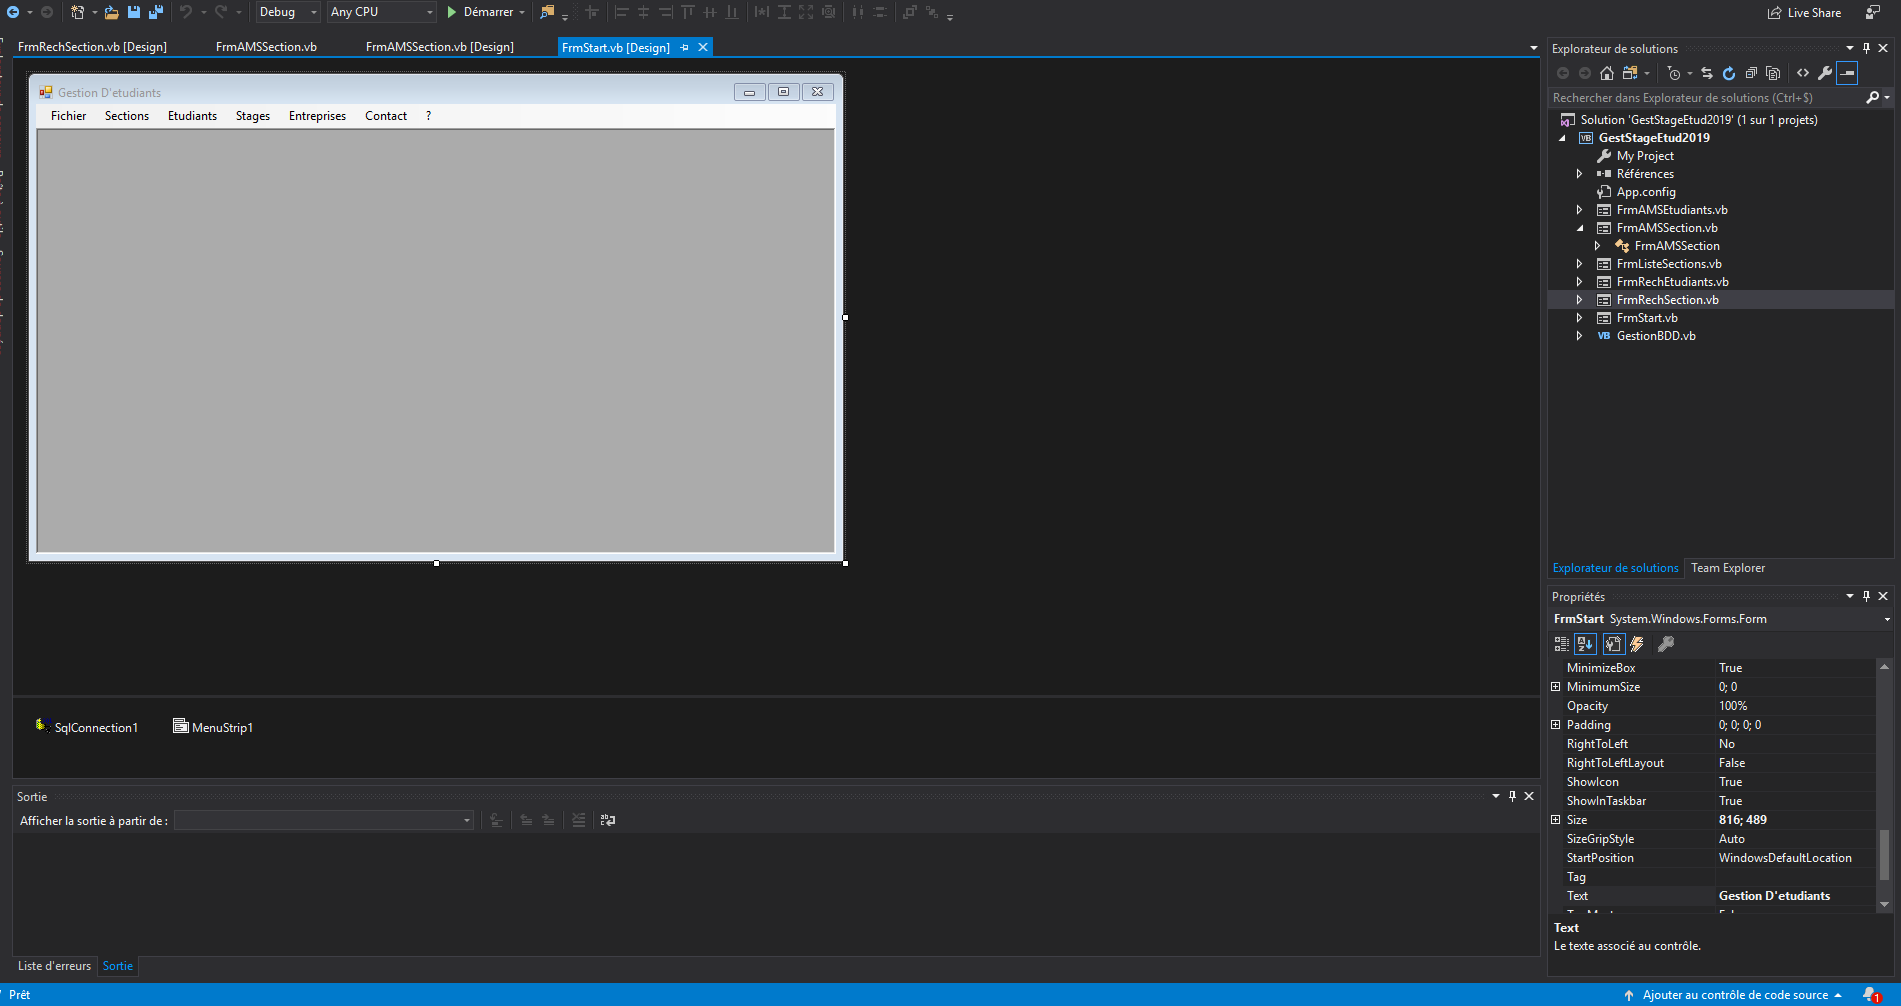 Debug Any CPU Démarrer Live Share
FrmRechSection.vb [Design] FrmAMSSection.vb FrmAMSSection.vb [Design] FrmStart.vb [Design]
Gestion D'etudiants
Fichier Sections Etudiants Stages Entreprises Contact ?
SqlConnection1 MenuStrip1
Sortie
Afficher la sortie à partir de :
Liste d'erreurs Sortie
Explorateur de solutions
Rechercher dans Explorateur de solutions (Ctrl+$)
Solution 'GestStageEtud2019' (1 sur 1 projets)
VB GestStageEtud2019
My Project
Références
App.config
FrmAMSEtudiants.vb
FrmAMSSection.vb
FrmAMSSection
FrmListeSections.vb
FrmRechEtudiants.vb
FrmRechSection.vb
FrmStart.vb
VB GestionBDD.vb
Explorateur de solutions Team Explorer
Propriétés
FrmStart System.Windows.Forms.Form
MinimizeBox True
MinimumSize 0; 0
Opacity 100%
Padding 0; 0; 0; 0
RightToLeft No
RightToLeftLayout False
ShowIcon True
ShowInTaskbar True
Size 816; 489
SizeGripStyle Auto
StartPosition WindowsDefaultLocation
Tag
Text Gestion D'etudiants
Text
Le texte associé au contrôle.
Prêt Ajouter au contrôle de code source 1